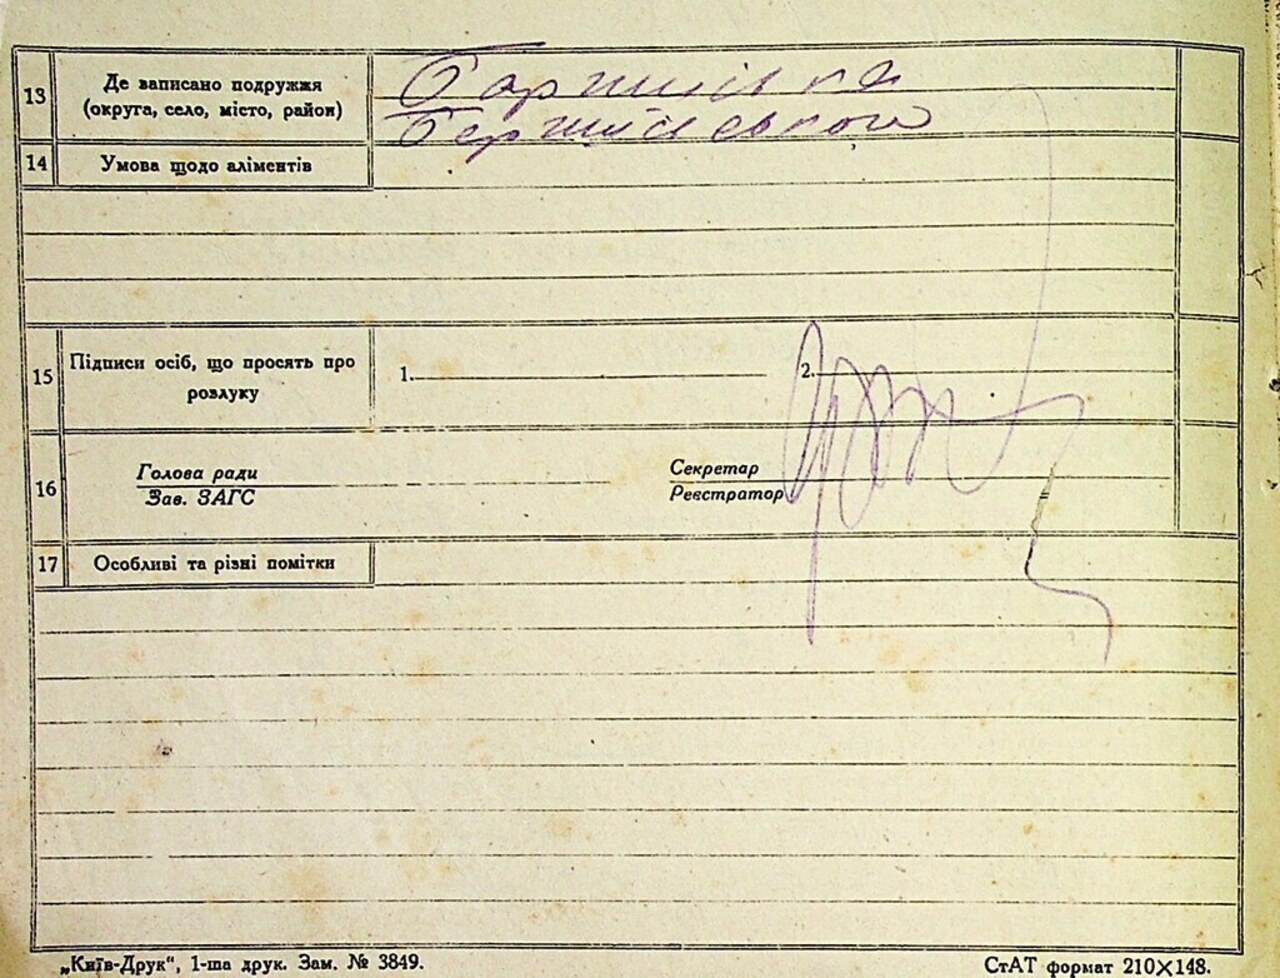 13
Де записано подружжя
(округа, село, місто, район)
14
Умова щодо аліментів
15
Підписи осіб, що просять про
розлуку
1.
2.
16
Голова ради
Зав. ЗАГС
Секретар
Реєстратор
17
Особливі та різні помітки
„Київ-Друк“, 1-ша друк. Зам. № 3849.
СтАТ формат 210×148.